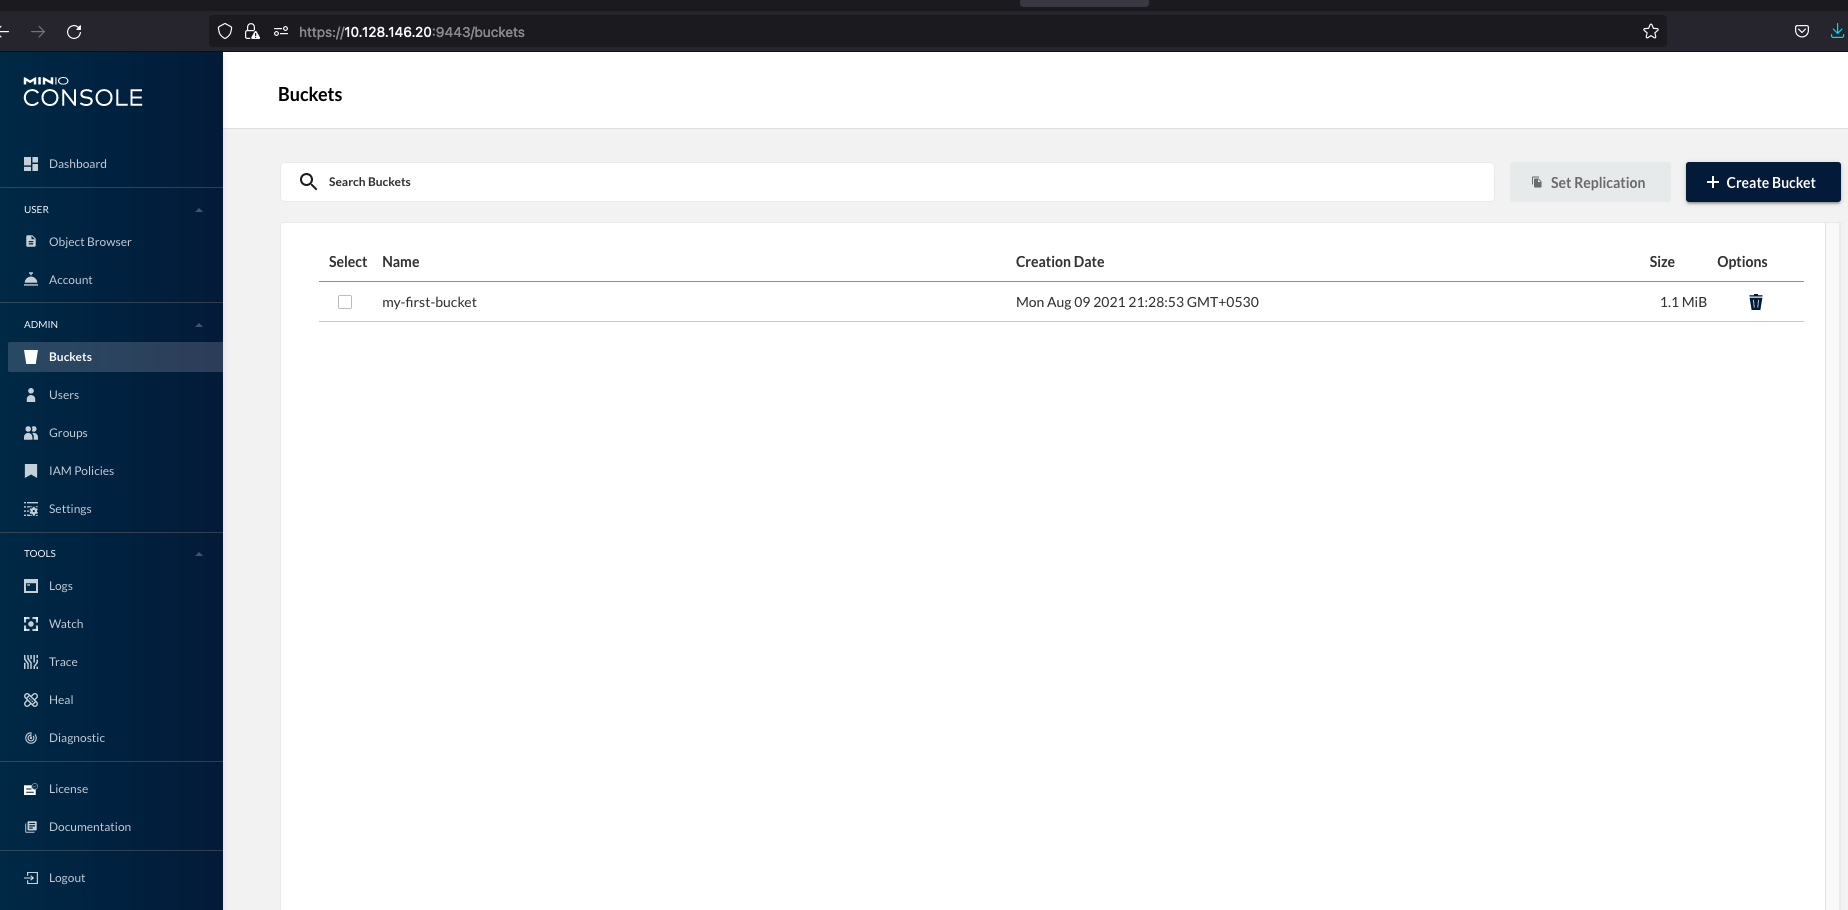 https://10.128.146.20:9443/buckets
MINIO
CONSOLE
Dashboard
USER
Object Browser
Account
ADMIN
Buckets
Users
Groups
IAM Policies
Settings
TOOLS
Logs
Watch
Trace
Heal
Diagnostic
License
Documentation
Logout
Buckets
Search Buckets
Set Replication
+ Create Bucket
Select Name Creation Date Size Options
my-first-bucket Mon Aug 09 2021 21:28:53 GMT+0530 1.1 MiB